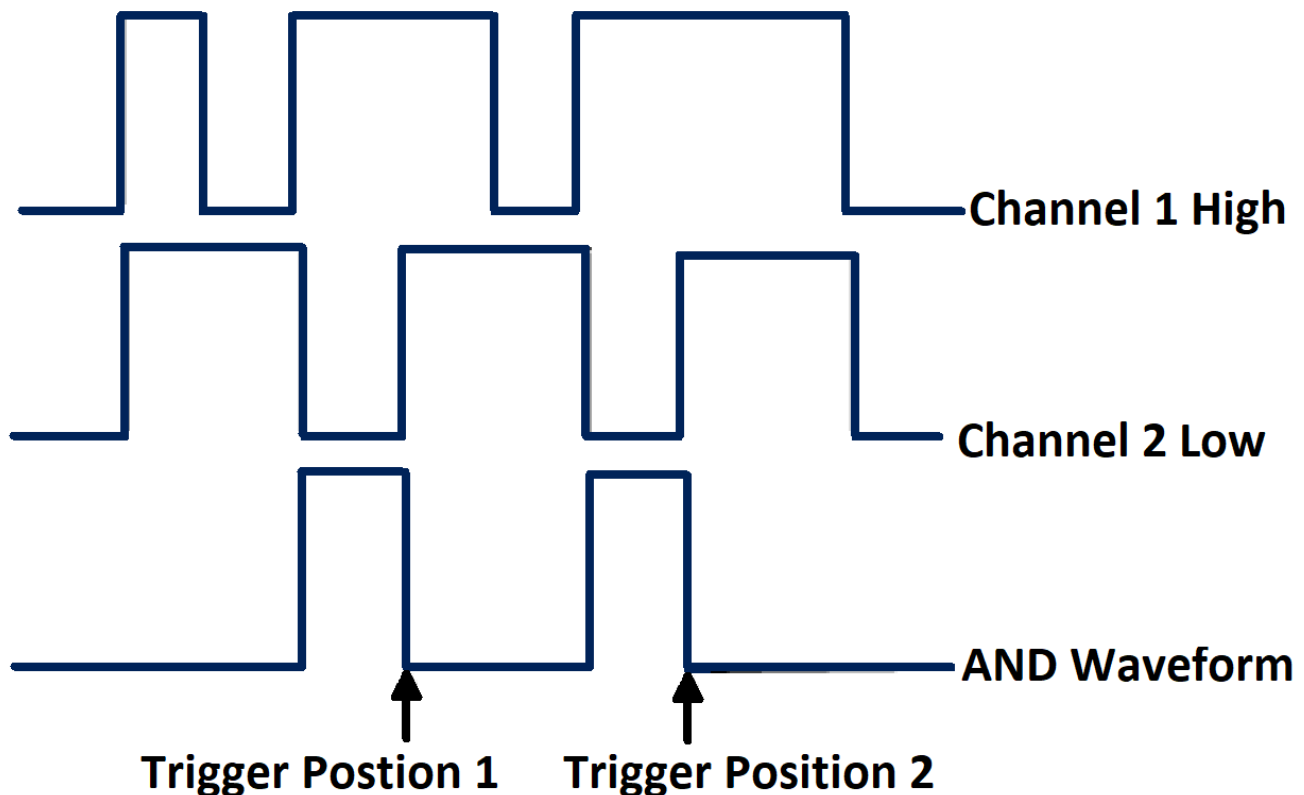 Channel 1 High
Channel 2 Low
AND Waveform
Trigger Postion 1
Trigger Position 2